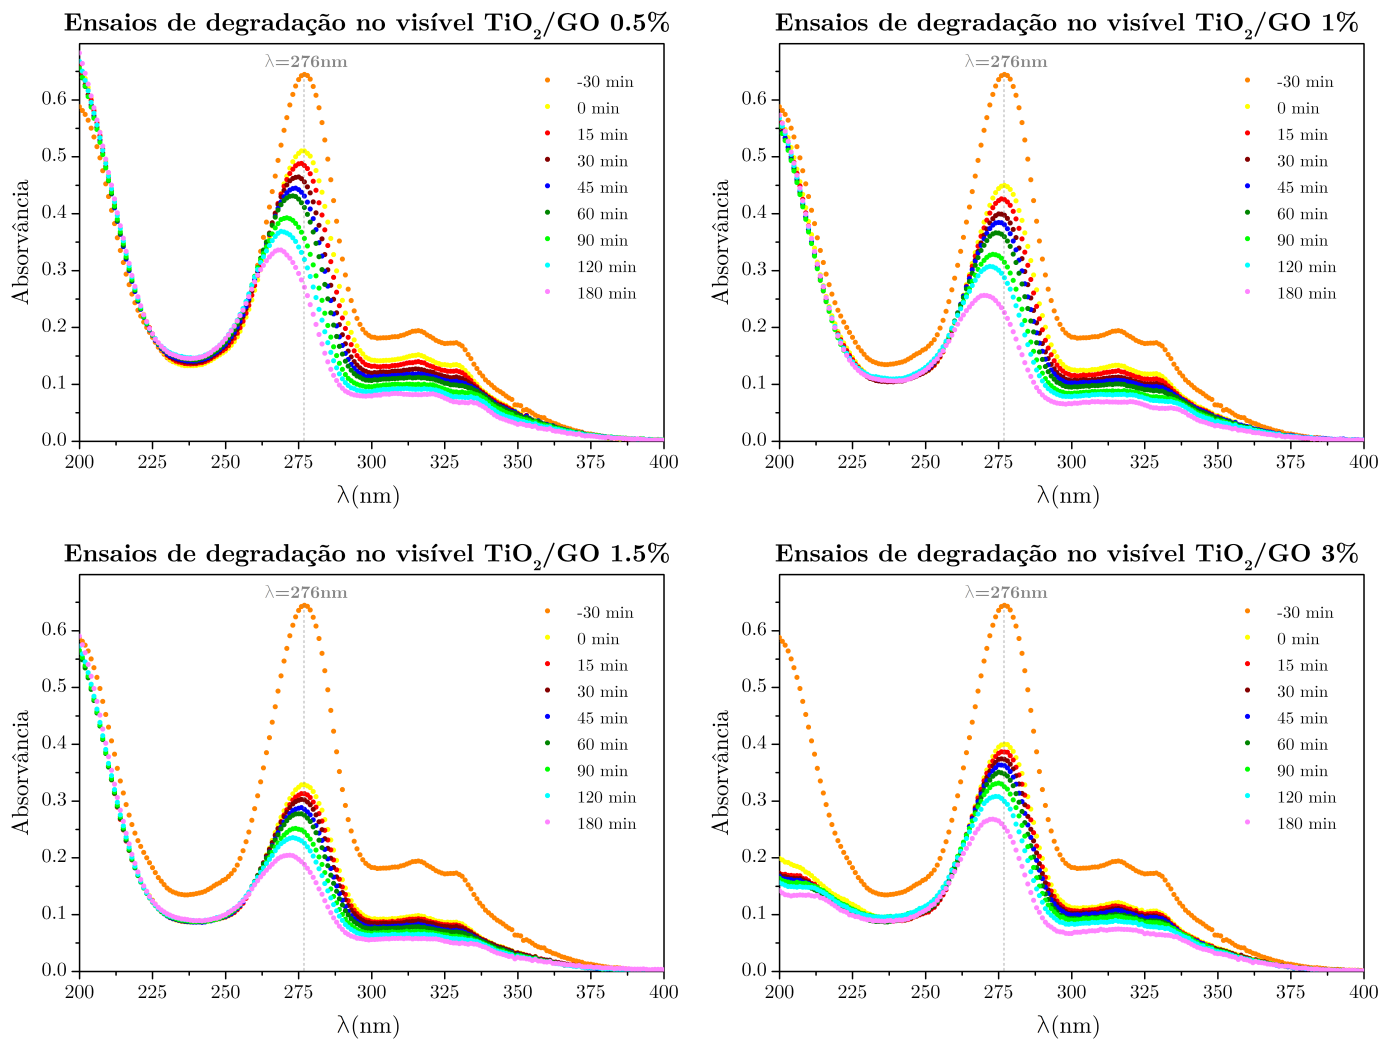 Ensaios de degradação no visível TiO₂/GO 0.5%
λ=276nm
-30 min
0 min
15 min
30 min
45 min
60 min
90 min
120 min
180 min
Absorvância
0.6
0.5
0.4
0.3
0.2
0.1
0.0
200 225 250 275 300 325 350 375 400
λ(nm)
Ensaios de degradação no visível TiO₂/GO 1%
λ=276nm
-30 min
0 min
15 min
30 min
45 min
60 min
90 min
120 min
180 min
Absorvância
0.6
0.5
0.4
0.3
0.2
0.1
0.0
200 225 250 275 300 325 350 375 400
λ(nm)
Ensaios de degradação no visível TiO₂/GO 1.5%
λ=276nm
-30 min
0 min
15 min
30 min
45 min
60 min
90 min
120 min
180 min
Absorvância
0.6
0.5
0.4
0.3
0.2
0.1
0.0
200 225 250 275 300 325 350 375 400
λ(nm)
Ensaios de degradação no visível TiO₂/GO 3%
λ=276nm
-30 min
0 min
15 min
30 min
45 min
60 min
90 min
120 min
180 min
Absorvância
0.6
0.5
0.4
0.3
0.2
0.1
0.0
200 225 250 275 300 325 350 375 400
λ(nm)